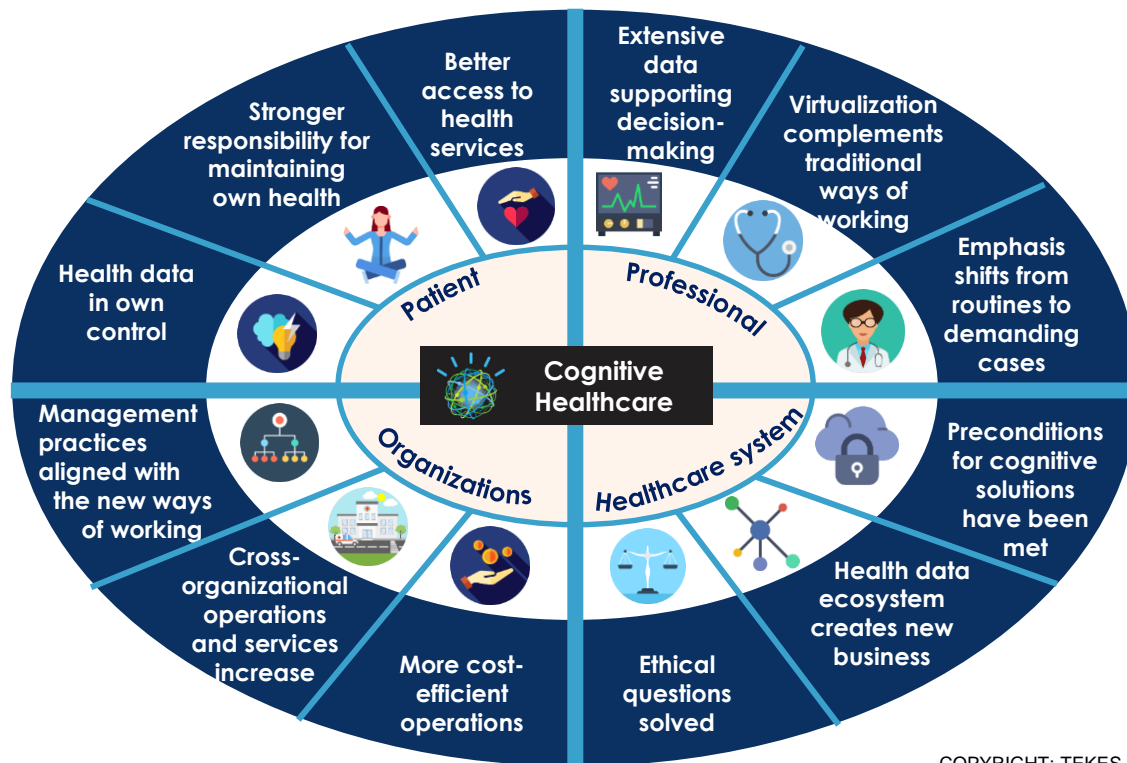 Better
access to
health
services
Stronger
responsibility for
maintaining
own health
Health data
in own
control
Patient
Extensive
data
supporting
decision-
making
Virtualization
complements
traditional
ways of
working
Emphasis
shifts from
routines to
demanding
cases
Professional
Cognitive
Healthcare
Management
practices
aligned with
the new ways
of working
Cross-
organizational
operations
and services
increase
More cost-
efficient
operations
Organizations
Preconditions
for cognitive
solutions
have been
met
Health data
ecosystem
creates new
business
Ethical
questions
solved
Healthcare system
COPYRIGHT: TEKES